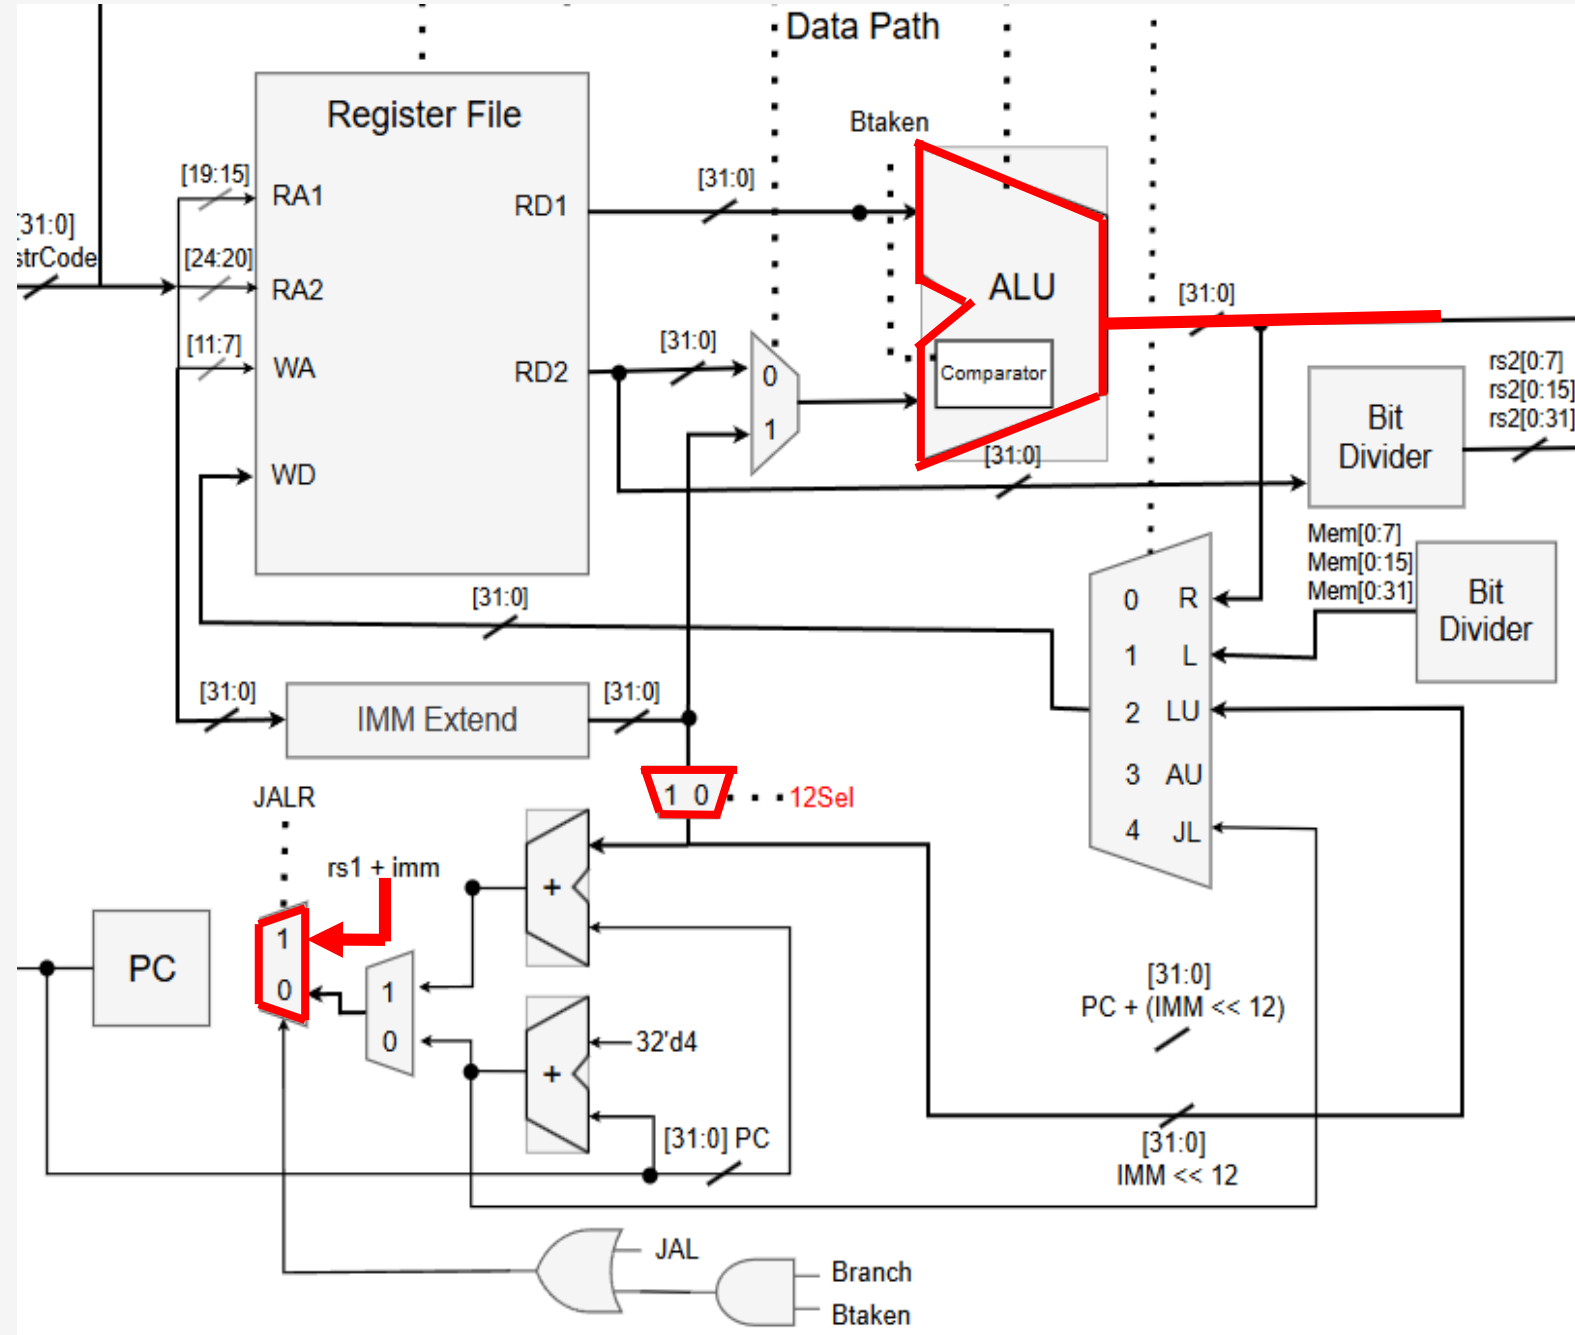 Data Path
Register File
Btaken
[19:15]
RA1
RD1
[31:0]
[31:0]
strCode
[24:20]
RA2
ALU
[31:0]
[11:7]
WA
RD2
[31:0]
0
1
Comparator
rs2[0:7]
rs2[0:15]
rs2[0:31]
Bit
Divider
WD
[31:0]
Mem[0:7]
Mem[0:15]
Mem[0:31]
Bit
Divider
[31:0]
0 R
1 L
2 LU
3 AU
4 JL
[31:0]
IMM Extend
[31:0]
1 0
12Sel
JALR
rs1 + imm
+
1
0
PC
1
0
32'd4
+
[31:0]
PC + (IMM << 12)
[31:0] PC
[31:0]
IMM << 12
JAL
Branch
Btaken